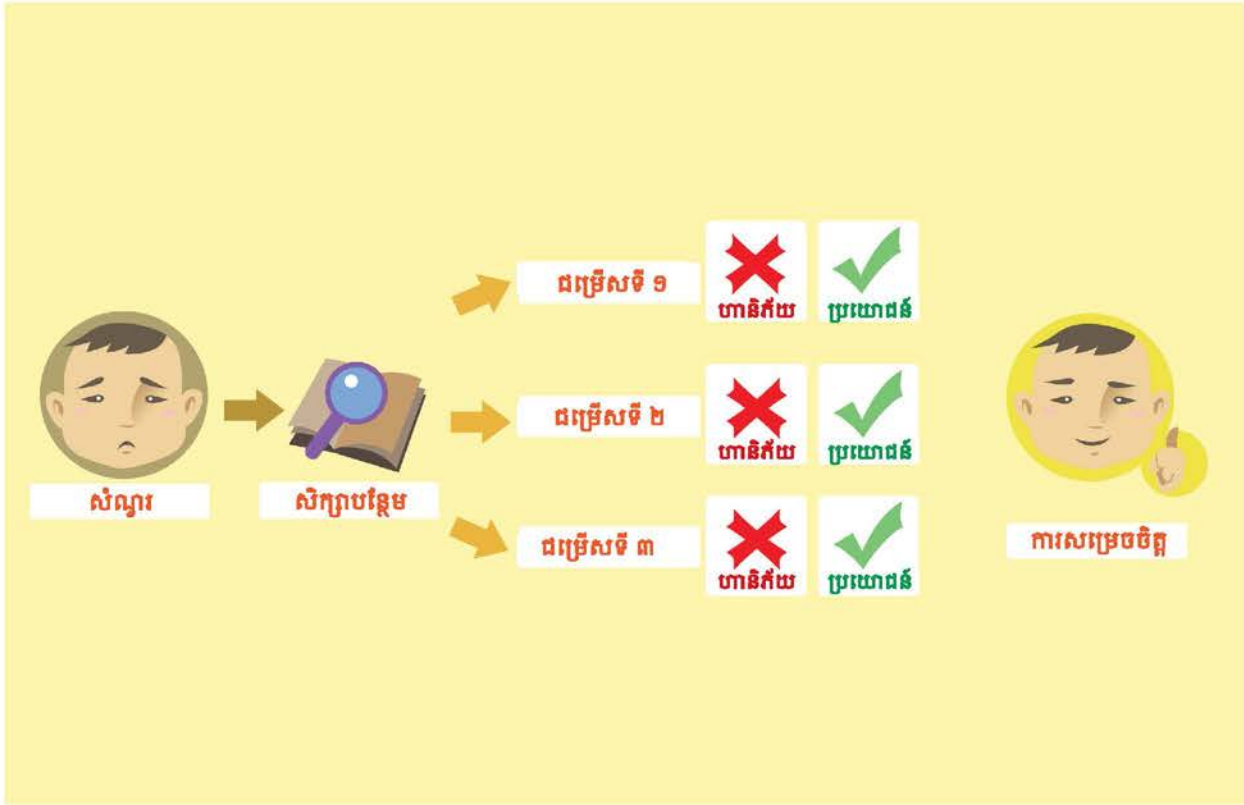 ជម្រើសទី ១
ហានិភ័យ
ប្រយោជន៍
សំណួរ
សិក្សាបន្ថែម
ជម្រើសទី ២
ហានិភ័យ
ប្រយោជន៍
ជម្រើសទី ៣
ហានិភ័យ
ប្រយោជន៍
ការសម្រេចចិត្ត